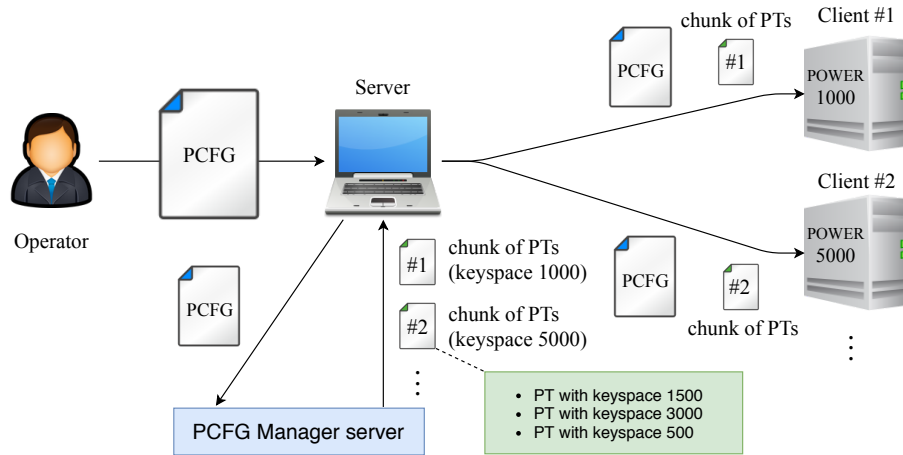 chunk of PTs
Client #1
PCFG
#1
POWER
1000
Server
PCFG
Operator
Client #2
POWER
5000
PCFG
#2
chunk of PTs
#1
chunk of PTs
(keyspace 1000)
PCFG
#2
chunk of PTs
(keyspace 5000)
PCFG Manager server
• PT with keyspace 1500
• PT with keyspace 3000
• PT with keyspace 500